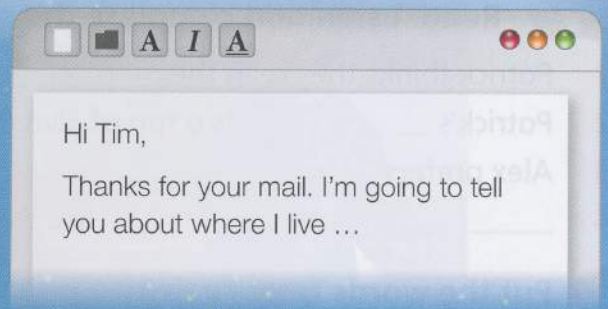 A I A
Hi Tim,
Thanks for your mail. I'm going to tell
you about where I live …